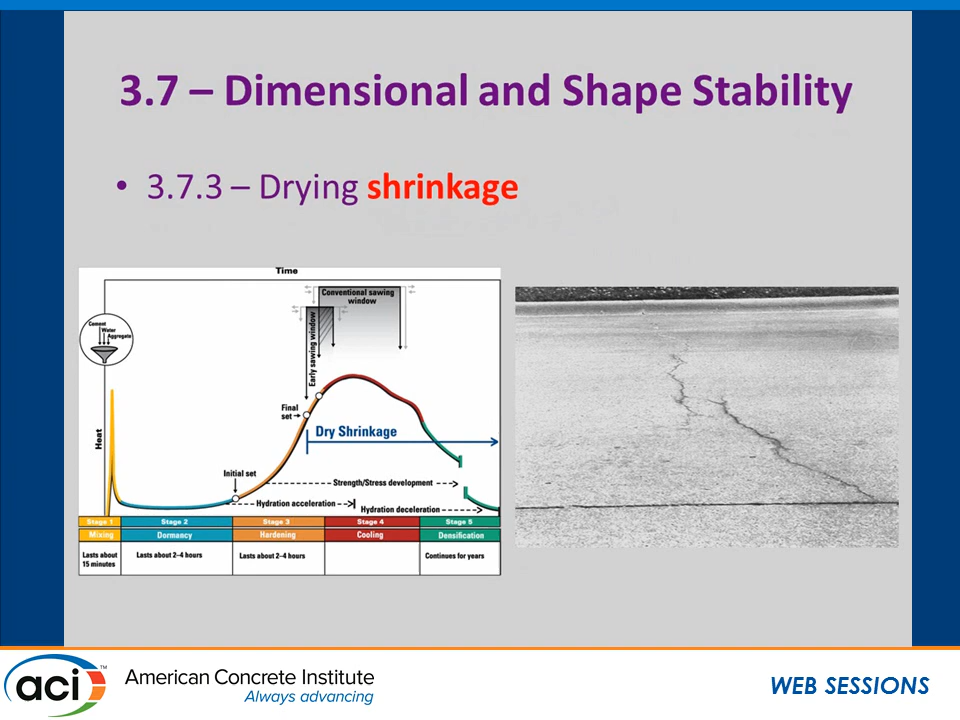 3.7 – Dimensional and Shape Stability
• 3.7.3 – Drying shrinkage
Time
Conventional sawing
window
Cement
Water
Aggregate
Early sawing window
Final
set
Heat
Dry Shrinkage
Initial set
Strength/Stress development
Hydration acceleration
Hydration deceleration
Stage 1 Stage 2 Stage 3 Stage 4 Stage 5
Mixing Dormancy Hardening Cooling Densification
Lasts about
15 minutes
Lasts about 2–4 hours
Lasts about 2–4 hours
Continues for years
aci™
American Concrete Institute
Always advancing
WEB SESSIONS